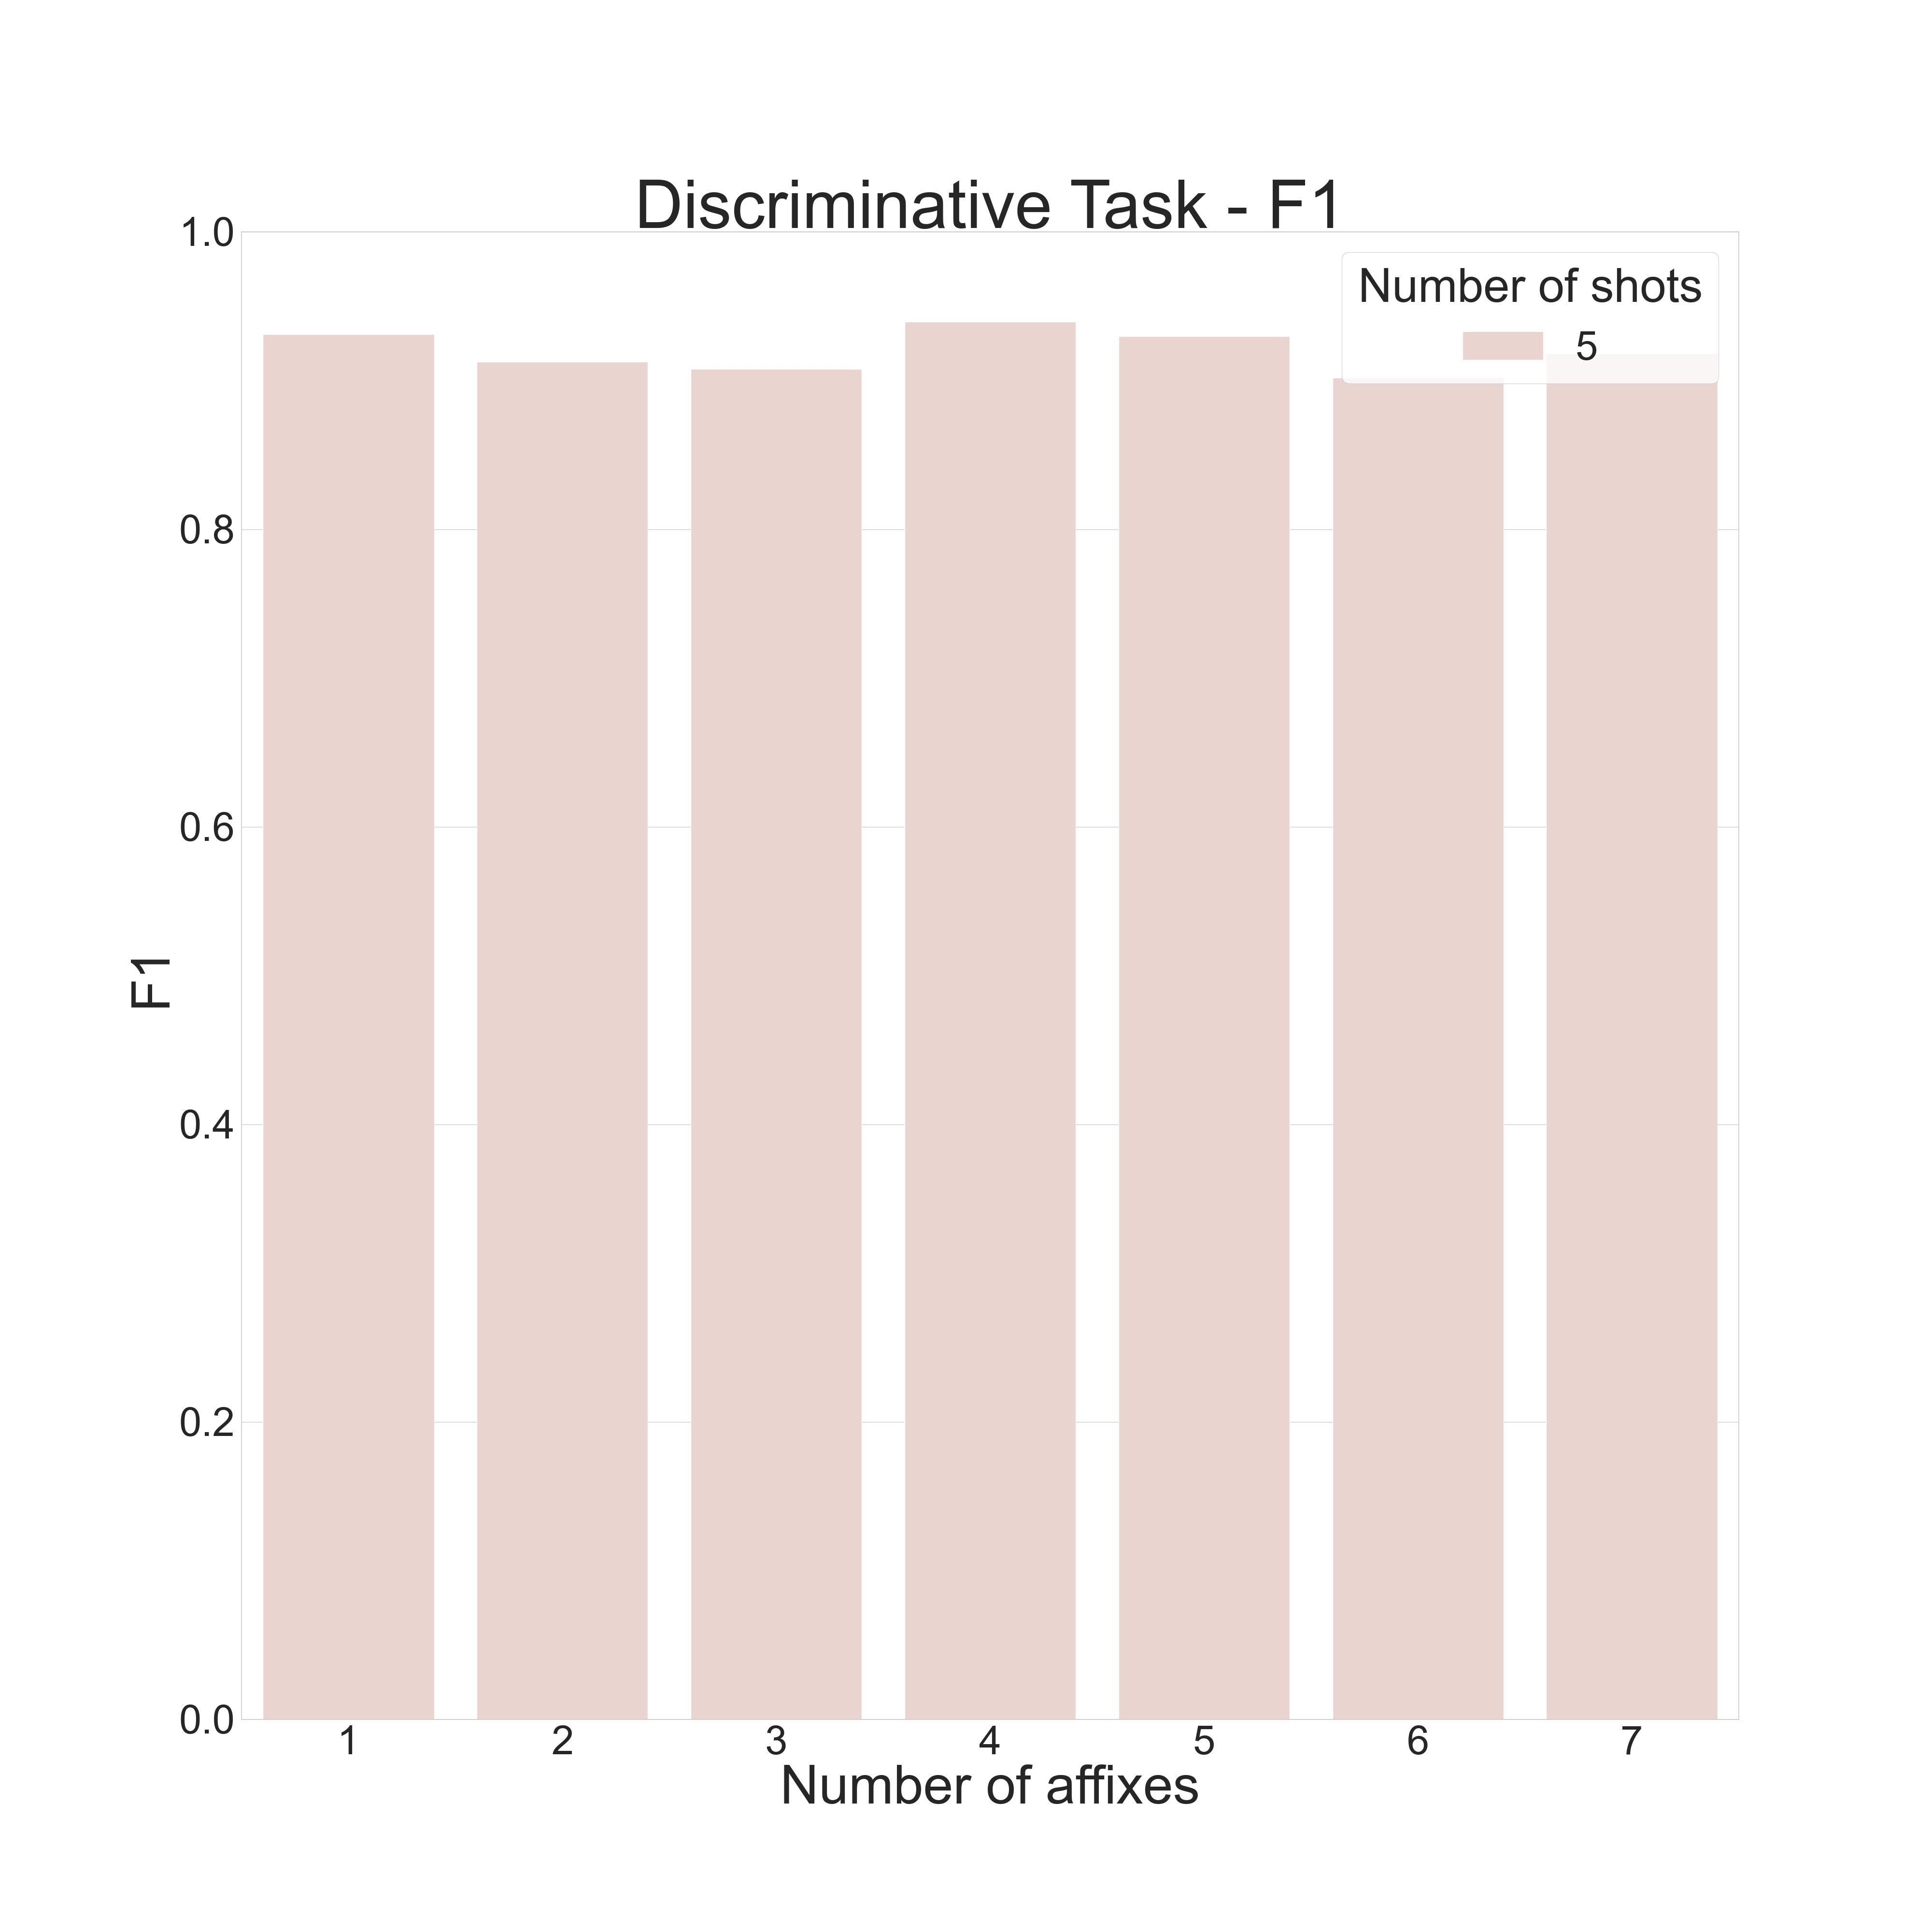 Discriminative Task - F1
Number of shots
5
1.0
0.8
0.6
0.4
0.2
0.0
F1
1 2 3 4 5 6 7
Number of affixes